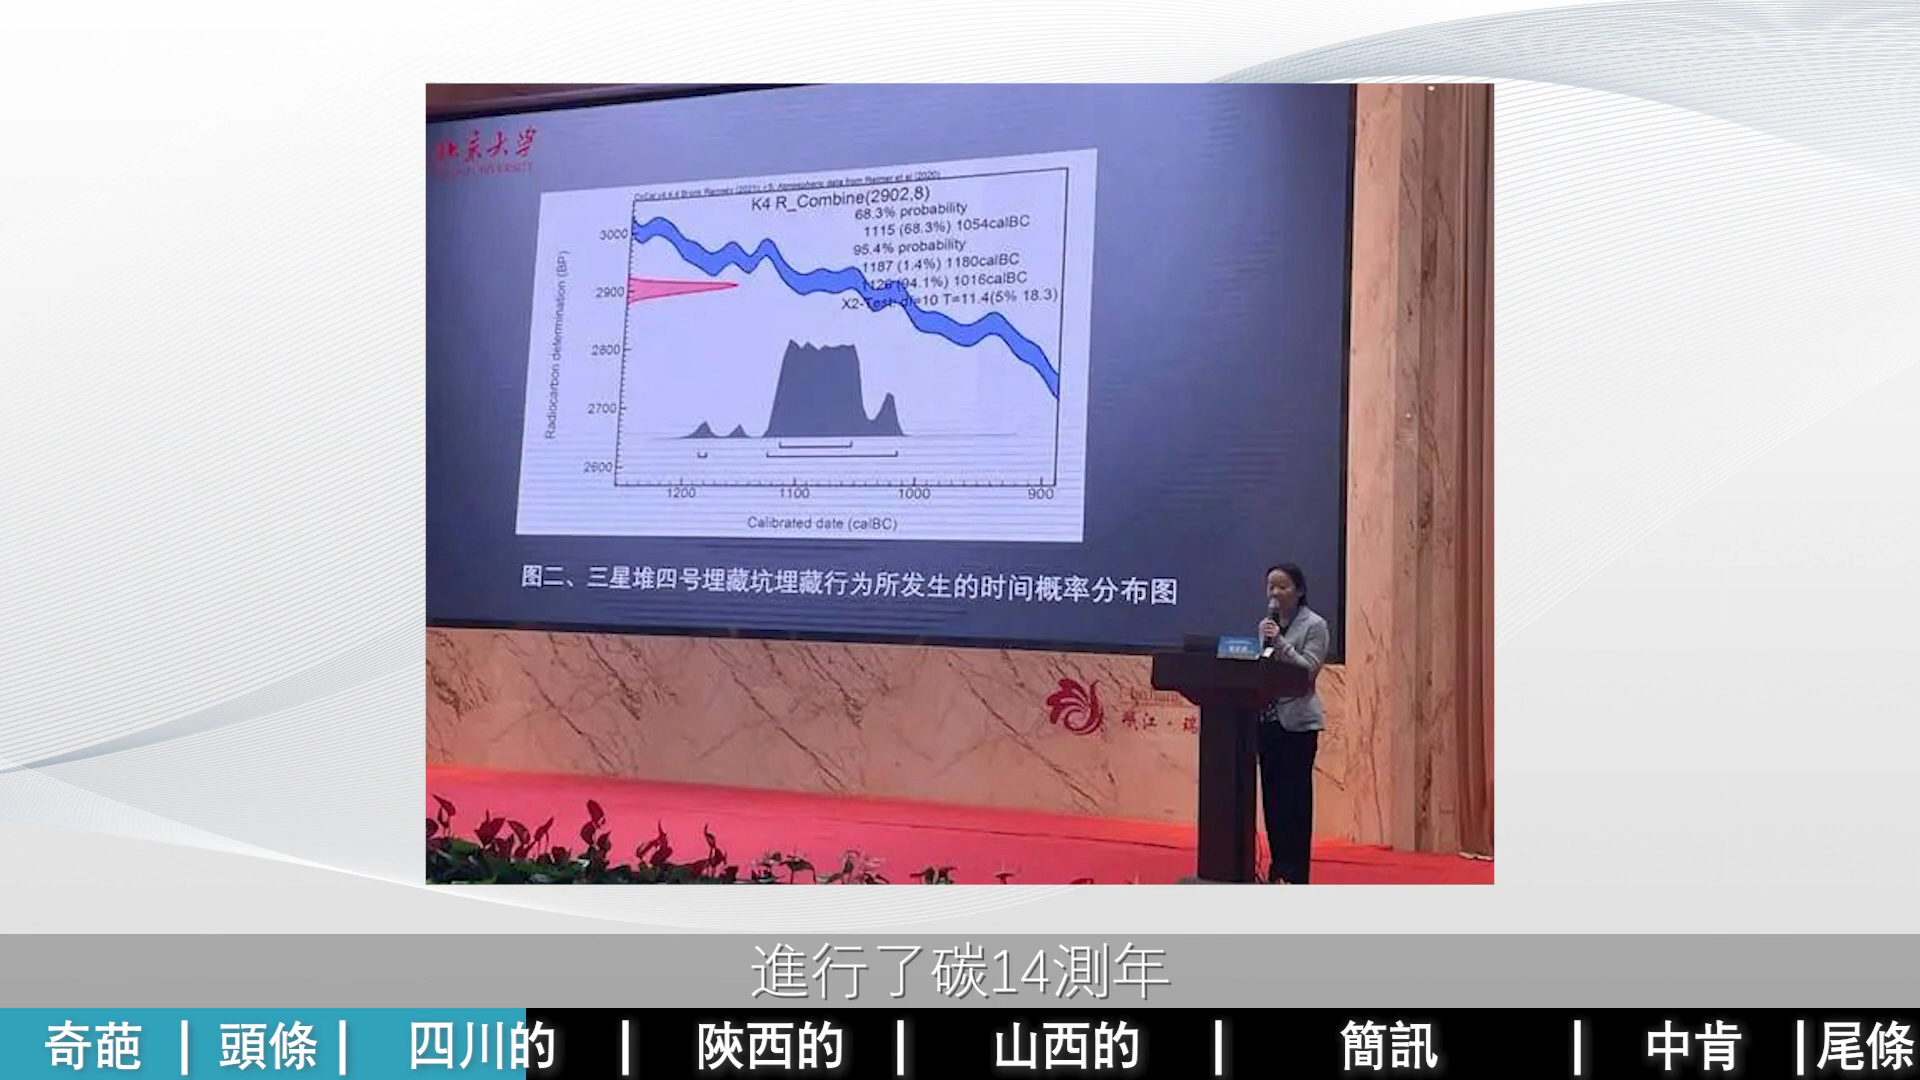 北京大学
OxCal v4.4.4 Bronk Ramsey (2021); r:5 Atmospheric data from Reimer et al (2020)
K4 R_Combine(2902,8)
68.3% probability
1115 (68.3%) 1054calBC
95.4% probability
1187 (1.4%) 1180calBC
1126 (94.1%) 1016calBC
X2-Test: df=10 T=11.4(5% 18.3)
Radiocarbon determination (BP)
3000
2900
2800
2700
2600
1200 1100 1000 900
Calibrated date (calBC)
图二、三星堆四号埋藏坑埋藏行为所发生的时间概率分布图
岷江·瑞
進行了碳14測年
奇葩 | 頭條 | 四川的 | 陝西的 | 山西的 | 簡訊 | 中肯 | 尾條